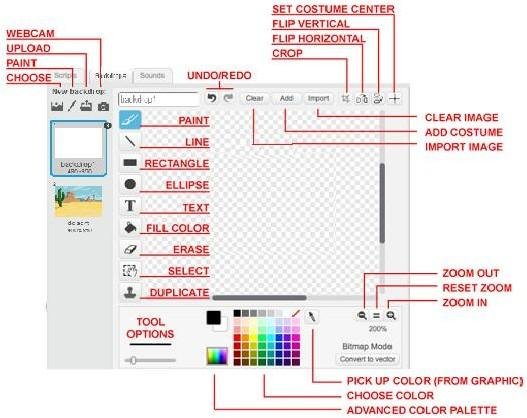 SET COSTUME CENTER
FLIP VERTICAL
FLIP HORIZONTAL
CROP
WEBCAM
UPLOAD
PAINT
CHOOSE
UNDO/REDO
Scripts Backdrops Sounds
New backdrop:
backdrop1
Clear Add Import
CLEAR IMAGE
ADD COSTUME
IMPORT IMAGE
PAINT
LINE
RECTANGLE
ELLIPSE
T TEXT
FILL COLOR
ERASE
SELECT
DUPLICATE
backdrop1
480x360
desert
TOOL
OPTIONS
ZOOM OUT
RESET ZOOM
ZOOM IN
200%
Bitmap Mode
Convert to vector
PICK UP COLOR (FROM GRAPHIC)
CHOOSE COLOR
ADVANCED COLOR PALETTE